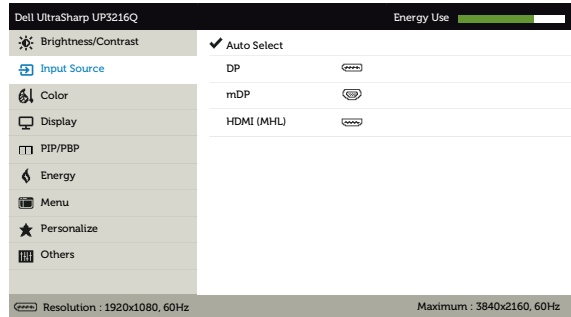 Dell UltraSharp UP3216Q Energy Use
Brightness/Contrast
Auto Select
Input Source
DP
Color
mDP
Display
HDMI (MHL)
PIP/PBP
Energy
Menu
Personalize
Others
Resolution : 1920x1080, 60Hz Maximum : 3840x2160, 60Hz